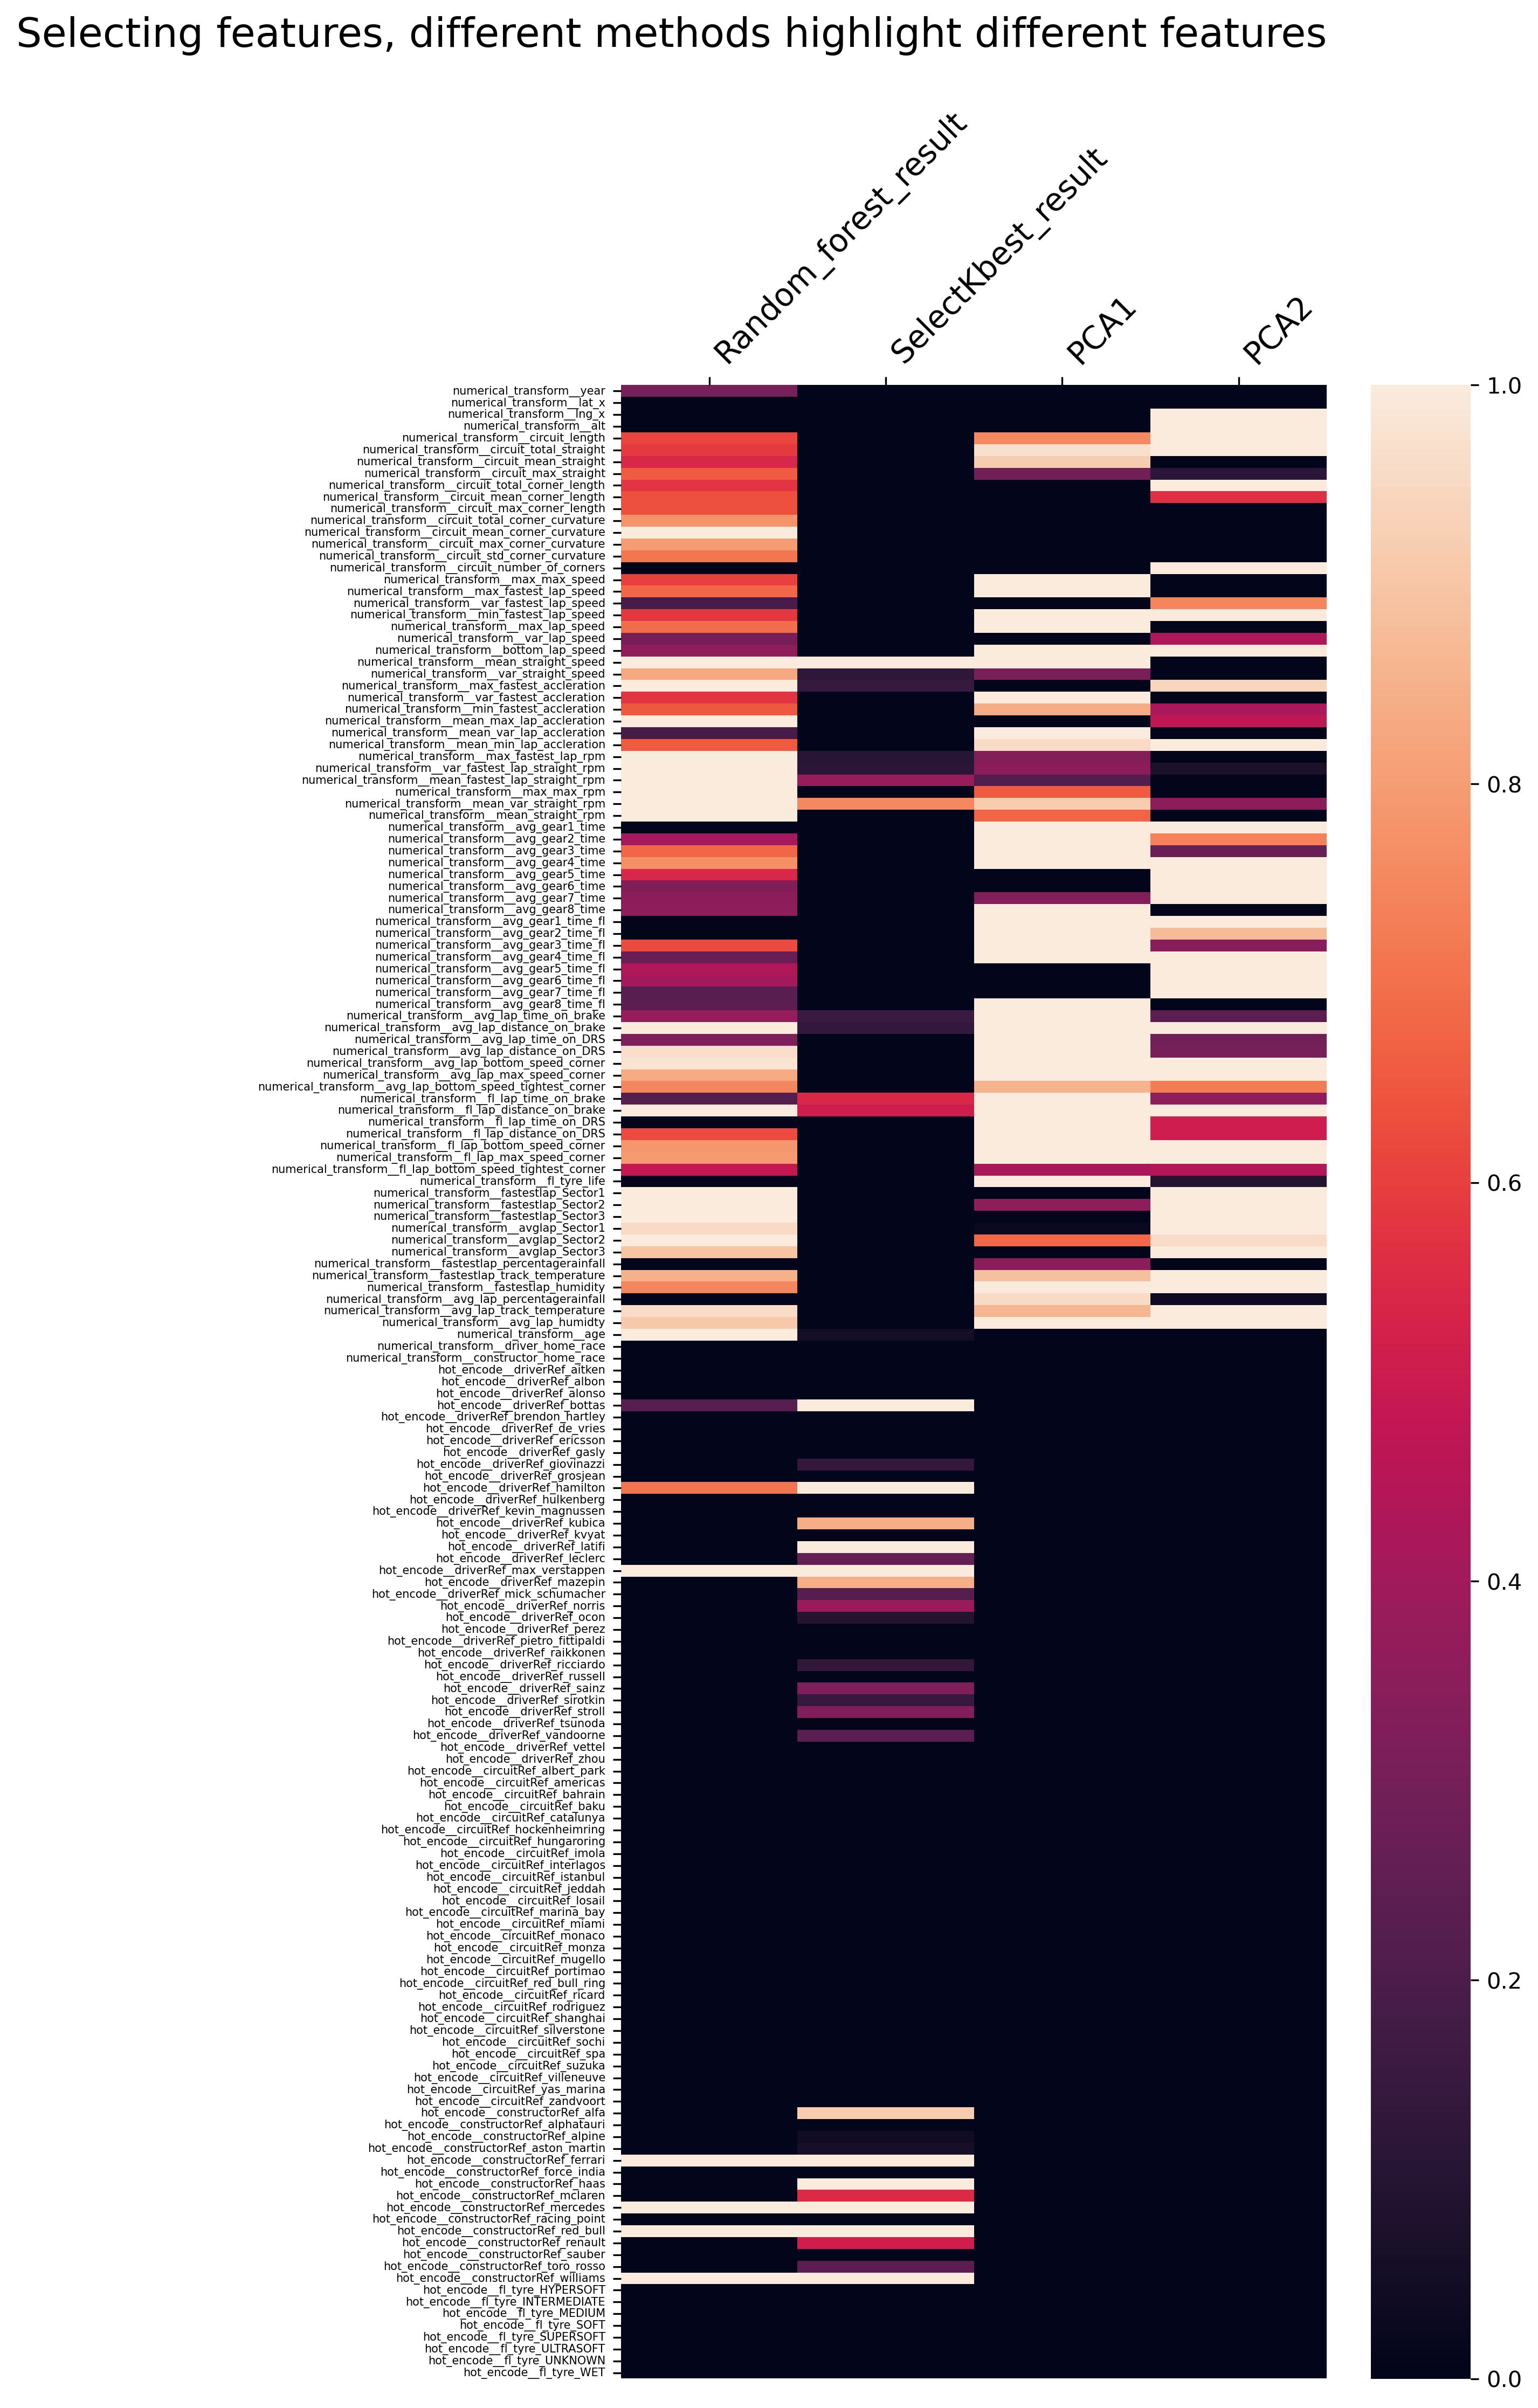 Selecting features, different methods highlight different features
Random_forest_result
SelectKbest_result
PCA1
PCA2
numerical_transform__year
numerical_transform__lat_x
numerical_transform__lng_x
numerical_transform__alt
numerical_transform__circuit_length
numerical_transform__circuit_total_straight
numerical_transform__circuit_mean_straight
numerical_transform__circuit_max_straight
numerical_transform__circuit_total_corner_length
numerical_transform__circuit_mean_corner_length
numerical_transform__circuit_max_corner_length
numerical_transform__circuit_total_corner_curvature
numerical_transform__circuit_mean_corner_curvature
numerical_transform__circuit_max_corner_curvature
numerical_transform__circuit_std_corner_curvature
numerical_transform__circuit_number_of_corners
numerical_transform__max_max_speed
numerical_transform__max_fastest_lap_speed
numerical_transform__var_fastest_lap_speed
numerical_transform__min_fastest_lap_speed
numerical_transform__max_lap_speed
numerical_transform__var_lap_speed
numerical_transform__bottom_lap_speed
numerical_transform__mean_straight_speed
numerical_transform__var_straight_speed
numerical_transform__max_fastest_accleration
numerical_transform__var_fastest_accleration
numerical_transform__min_fastest_accleration
numerical_transform__mean_max_lap_accleration
numerical_transform__mean_var_lap_accleration
numerical_transform__mean_min_lap_accleration
numerical_transform__max_fastest_lap_rpm
numerical_transform__var_fastest_lap_straight_rpm
numerical_transform__mean_fastest_lap_straight_rpm
numerical_transform__max_max_rpm
numerical_transform__mean_var_straight_rpm
numerical_transform__mean_straight_rpm
numerical_transform__avg_gear1_time
numerical_transform__avg_gear2_time
numerical_transform__avg_gear3_time
numerical_transform__avg_gear4_time
numerical_transform__avg_gear5_time
numerical_transform__avg_gear6_time
numerical_transform__avg_gear7_time
numerical_transform__avg_gear8_time
numerical_transform__avg_gear1_time_fl
numerical_transform__avg_gear2_time_fl
numerical_transform__avg_gear3_time_fl
numerical_transform__avg_gear4_time_fl
numerical_transform__avg_gear5_time_fl
numerical_transform__avg_gear6_time_fl
numerical_transform__avg_gear7_time_fl
numerical_transform__avg_gear8_time_fl
numerical_transform__avg_lap_time_on_brake
numerical_transform__avg_lap_distance_on_brake
numerical_transform__avg_lap_time_on_DRS
numerical_transform__avg_lap_distance_on_DRS
numerical_transform__avg_lap_bottom_speed_corner
numerical_transform__avg_lap_max_speed_corner
numerical_transform__avg_lap_bottom_speed_tightest_corner
numerical_transform__fl_lap_time_on_brake
numerical_transform__fl_lap_distance_on_brake
numerical_transform__fl_lap_time_on_DRS
numerical_transform__fl_lap_distance_on_DRS
numerical_transform__fl_lap_bottom_speed_corner
numerical_transform__fl_lap_max_speed_corner
numerical_transform__fl_lap_bottom_speed_tightest_corner
numerical_transform__fl_tyre_life
numerical_transform__fastestlap_Sector1
numerical_transform__fastestlap_Sector2
numerical_transform__fastestlap_Sector3
numerical_transform__avglap_Sector1
numerical_transform__avglap_Sector2
numerical_transform__avglap_Sector3
numerical_transform__fastestlap_percentagerainfall
numerical_transform__fastestlap_track_temperature
numerical_transform__fastestlap_humidity
numerical_transform__avg_lap_percentagerainfall
numerical_transform__avg_lap_track_temperature
numerical_transform__avg_lap_humidty
numerical_transform__age
numerical_transform__driver_home_race
numerical_transform__constructor_home_race
hot_encode__driverRef_aitken
hot_encode__driverRef_albon
hot_encode__driverRef_alonso
hot_encode__driverRef_bottas
hot_encode__driverRef_brendon_hartley
hot_encode__driverRef_de_vries
hot_encode__driverRef_ericsson
hot_encode__driverRef_gasly
hot_encode__driverRef_giovinazzi
hot_encode__driverRef_grosjean
hot_encode__driverRef_hamilton
hot_encode__driverRef_hulkenberg
hot_encode__driverRef_kevin_magnussen
hot_encode__driverRef_kubica
hot_encode__driverRef_kvyat
hot_encode__driverRef_latifi
hot_encode__driverRef_leclerc
hot_encode__driverRef_max_verstappen
hot_encode__driverRef_mazepin
hot_encode__driverRef_mick_schumacher
hot_encode__driverRef_norris
hot_encode__driverRef_ocon
hot_encode__driverRef_perez
hot_encode__driverRef_pietro_fittipaldi
hot_encode__driverRef_raikkonen
hot_encode__driverRef_ricciardo
hot_encode__driverRef_russell
hot_encode__driverRef_sainz
hot_encode__driverRef_sirotkin
hot_encode__driverRef_stroll
hot_encode__driverRef_tsunoda
hot_encode__driverRef_vandoorne
hot_encode__driverRef_vettel
hot_encode__driverRef_zhou
hot_encode__circuitRef_albert_park
hot_encode__circuitRef_americas
hot_encode__circuitRef_bahrain
hot_encode__circuitRef_baku
hot_encode__circuitRef_catalunya
hot_encode__circuitRef_hockenheimring
hot_encode__circuitRef_hungaroring
hot_encode__circuitRef_imola
hot_encode__circuitRef_interlagos
hot_encode__circuitRef_istanbul
hot_encode__circuitRef_jeddah
hot_encode__circuitRef_losail
hot_encode__circuitRef_marina_bay
hot_encode__circuitRef_miami
hot_encode__circuitRef_monaco
hot_encode__circuitRef_monza
hot_encode__circuitRef_mugello
hot_encode__circuitRef_portimao
hot_encode__circuitRef_red_bull_ring
hot_encode__circuitRef_ricard
hot_encode__circuitRef_rodriguez
hot_encode__circuitRef_shanghai
hot_encode__circuitRef_silverstone
hot_encode__circuitRef_sochi
hot_encode__circuitRef_spa
hot_encode__circuitRef_suzuka
hot_encode__circuitRef_villeneuve
hot_encode__circuitRef_yas_marina
hot_encode__circuitRef_zandvoort
hot_encode__constructorRef_alfa
hot_encode__constructorRef_alphatauri
hot_encode__constructorRef_alpine
hot_encode__constructorRef_aston_martin
hot_encode__constructorRef_ferrari
hot_encode__constructorRef_force_india
hot_encode__constructorRef_haas
hot_encode__constructorRef_mclaren
hot_encode__constructorRef_mercedes
hot_encode__constructorRef_racing_point
hot_encode__constructorRef_red_bull
hot_encode__constructorRef_renault
hot_encode__constructorRef_sauber
hot_encode__constructorRef_toro_rosso
hot_encode__constructorRef_williams
hot_encode__fl_tyre_HYPERSOFT
hot_encode__fl_tyre_INTERMEDIATE
hot_encode__fl_tyre_MEDIUM
hot_encode__fl_tyre_SOFT
hot_encode__fl_tyre_SUPERSOFT
hot_encode__fl_tyre_ULTRASOFT
hot_encode__fl_tyre_UNKNOWN
hot_encode__fl_tyre_WET
1.0
0.8
0.6
0.4
0.2
0.0